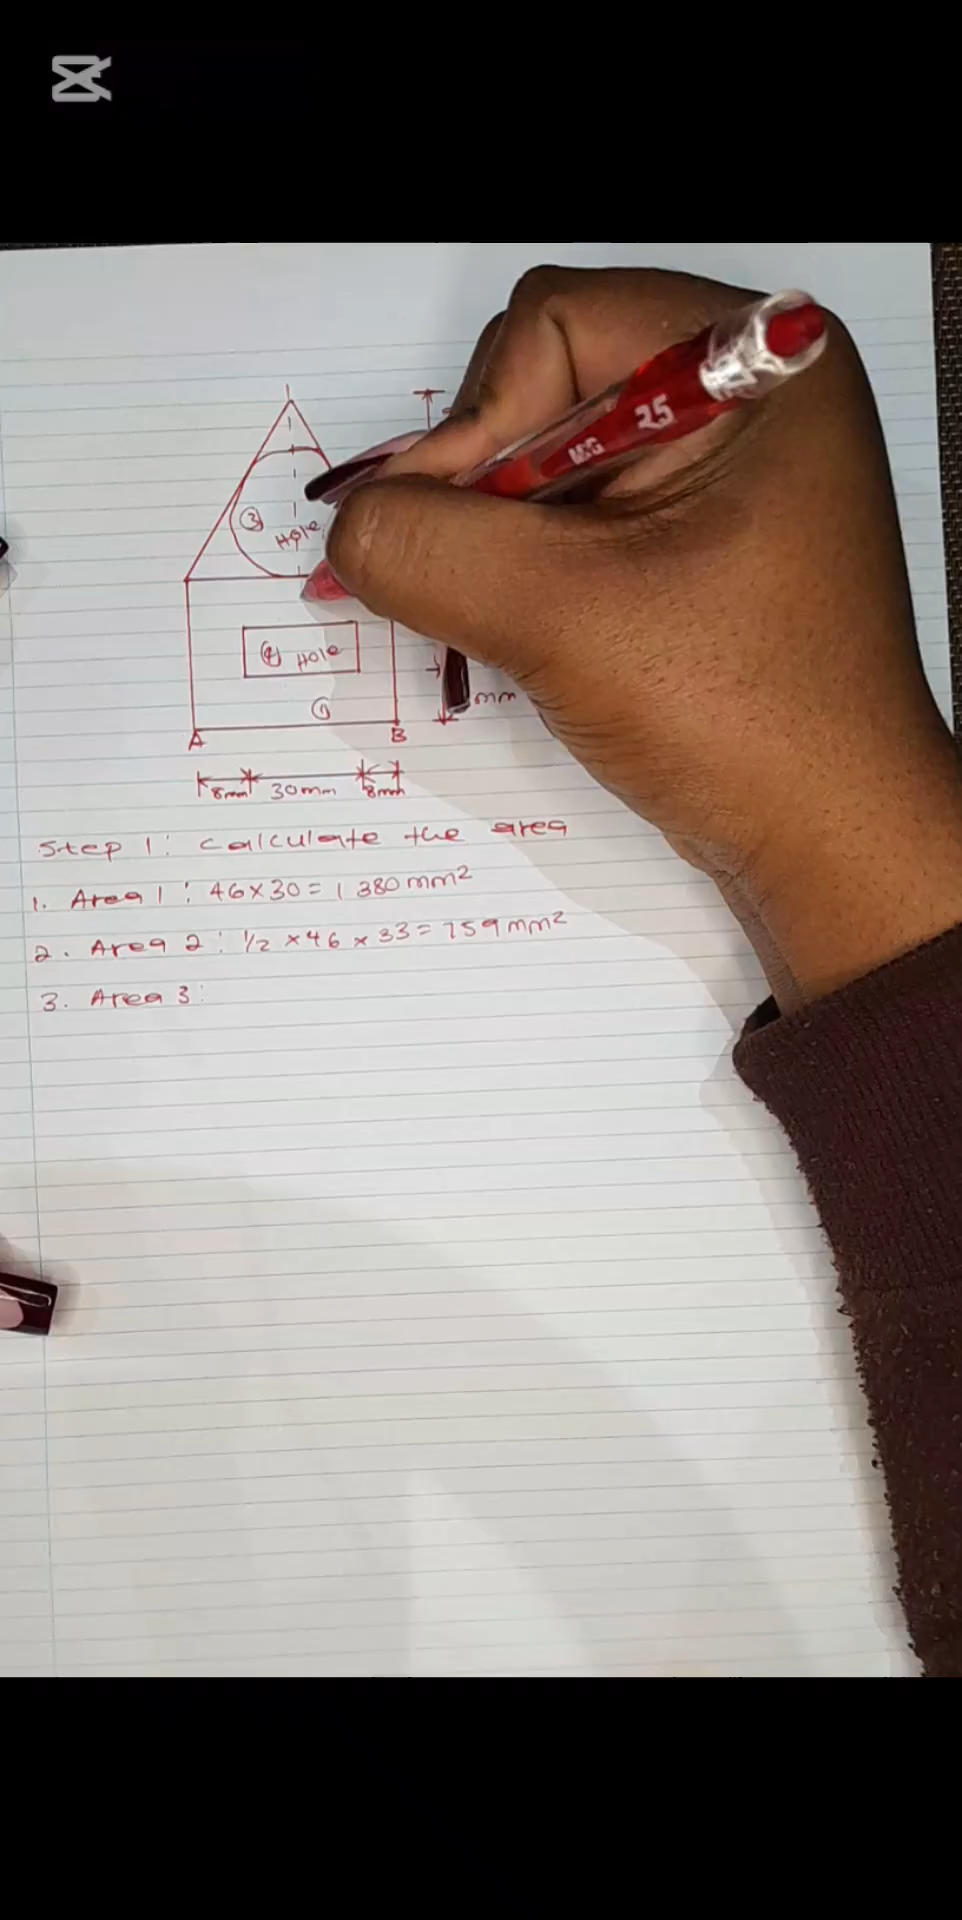 25
③
Hole
④ Hole
①
mm
A
B
8mm
30mm
8mm
Step 1: Calculate the area
1. Area 1 : 46 × 30 = 1 380 mm²
2. Area 2 : 1/2 × 46 × 33 = 759 mm²
3. Area 3 :